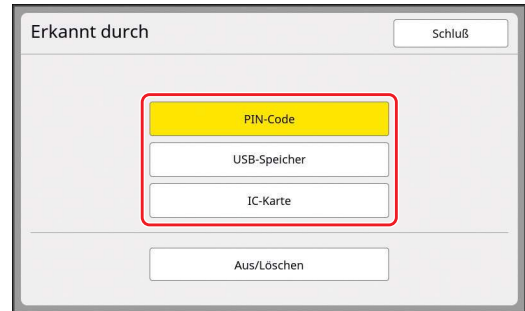 Erkannt durch
Schluß
PIN-Code
USB-Speicher
IC-Karte
Aus/Löschen